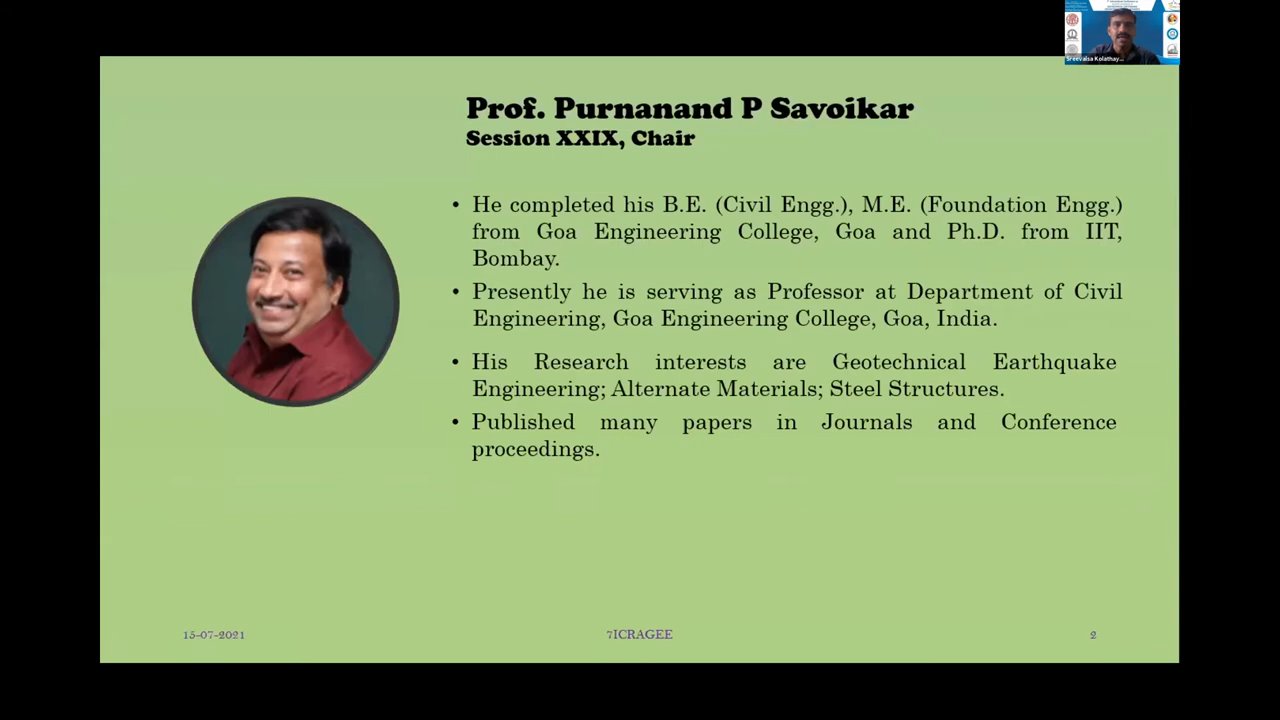 Prof. Purnanand P Savoikar
Session XXIX, Chair
• He completed his B.E. (Civil Engg.), M.E. (Foundation Engg.)
from Goa Engineering College, Goa and Ph.D. from IIT,
Bombay.
• Presently he is serving as Professor at Department of Civil
Engineering, Goa Engineering College, Goa, India.
• His Research interests are Geotechnical Earthquake
Engineering; Alternate Materials; Steel Structures.
• Published many papers in Journals and Conference
proceedings.
15-07-2021
7ICRAGEE
2
Sreevalsa Kolathay...